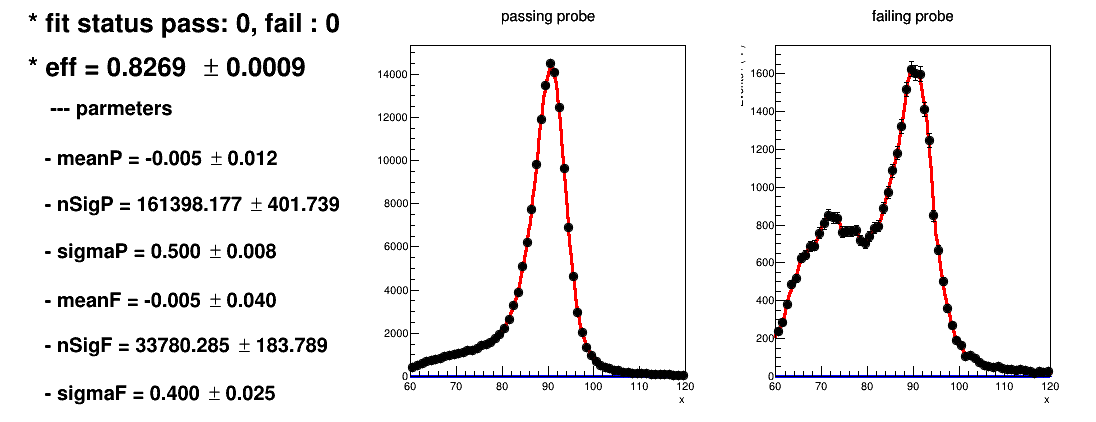 * fit status pass: 0, fail : 0
* eff = 0.8269 ± 0.0009
--- parmeters
- meanP = -0.005 ± 0.012
- nSigP = 161398.177 ± 401.739
- sigmaP = 0.500 ± 0.008
- meanF = -0.005 ± 0.040
- nSigF = 33780.285 ± 183.789
- sigmaF = 0.400 ± 0.025
passing probe
14000
12000
10000
8000
6000
4000
2000
0
60 70 80 90 100 110 120
x
failing probe
1600
1400
1200
1000
800
600
400
200
0
60 70 80 90 100 110 120
x